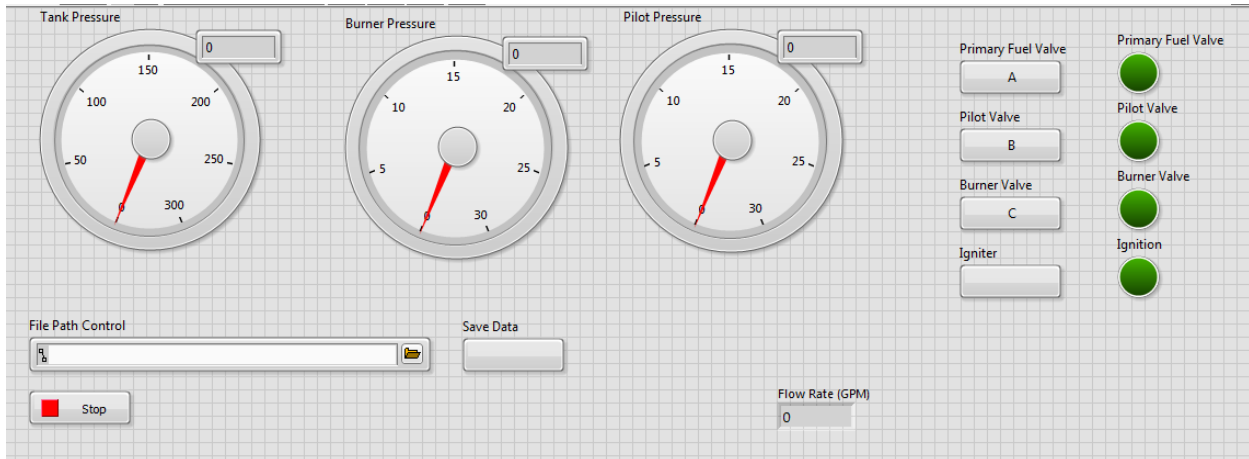 Tank Pressure
0
0
50
100
150
200
250
300
Burner Pressure
0
0
5
10
15
20
25
30
Pilot Pressure
0
0
5
10
15
20
25
30
Primary Fuel Valve
A
Primary Fuel Valve
Pilot Valve
B
Pilot Valve
Burner Valve
C
Burner Valve
Igniter
Ignition
File Path Control
Save Data
Stop
Flow Rate (GPM)
0